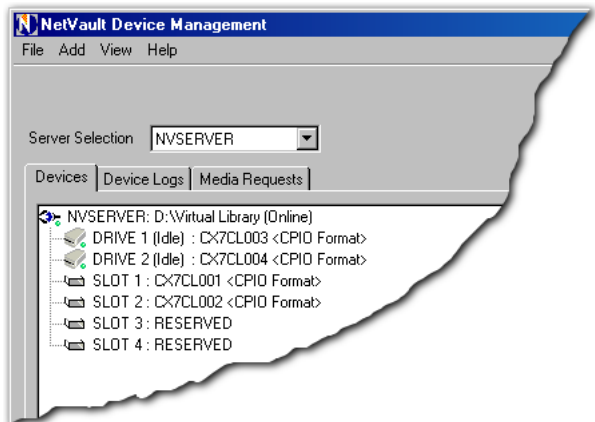 NetVault Device Management
File Add View Help
Server Selection NVSERVER
Devices Device Logs Media Requests
NVSERVER: D:\Virtual Library (Online)
DRIVE 1 (Idle) : CX7CL003 <CPIO Format>
DRIVE 2 (Idle) : CX7CL004 <CPIO Format>
SLOT 1 : CX7CL001 <CPIO Format>
SLOT 2 : CX7CL002 <CPIO Format>
SLOT 3 : RESERVED
SLOT 4 : RESERVED